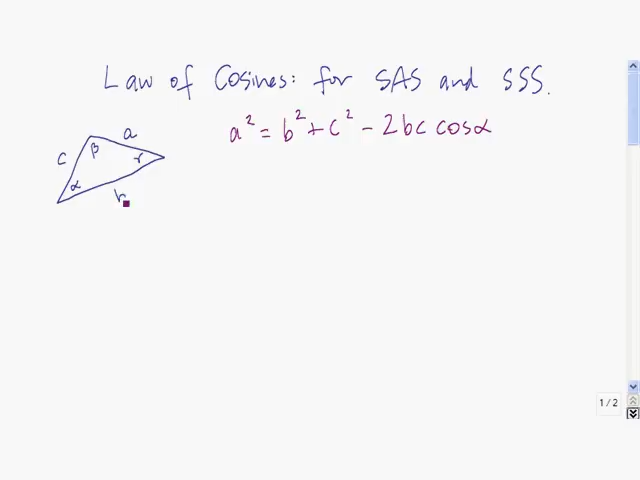 Law of Cosines: for SAS and SSS.
a² = b² + c² - 2bc cosα
a
c
β
γ
α
b
1 / 2